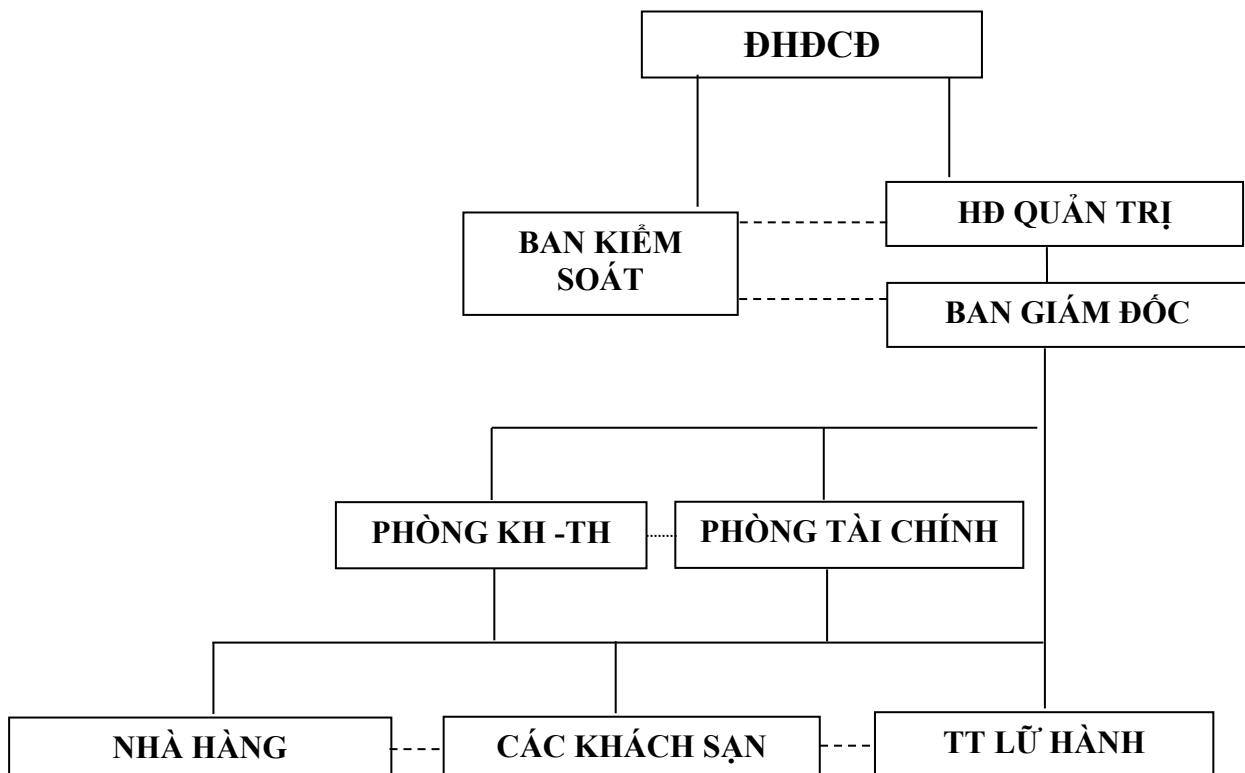 ĐHĐCĐ
HĐ QUẢN TRỊ
BAN KIỂM
SOÁT
BAN GIÁM ĐỐC
PHÒNG KH -TH
PHÒNG TÀI CHÍNH
NHÀ HÀNG
CÁC KHÁCH SẠN
TT LỮ HÀNH